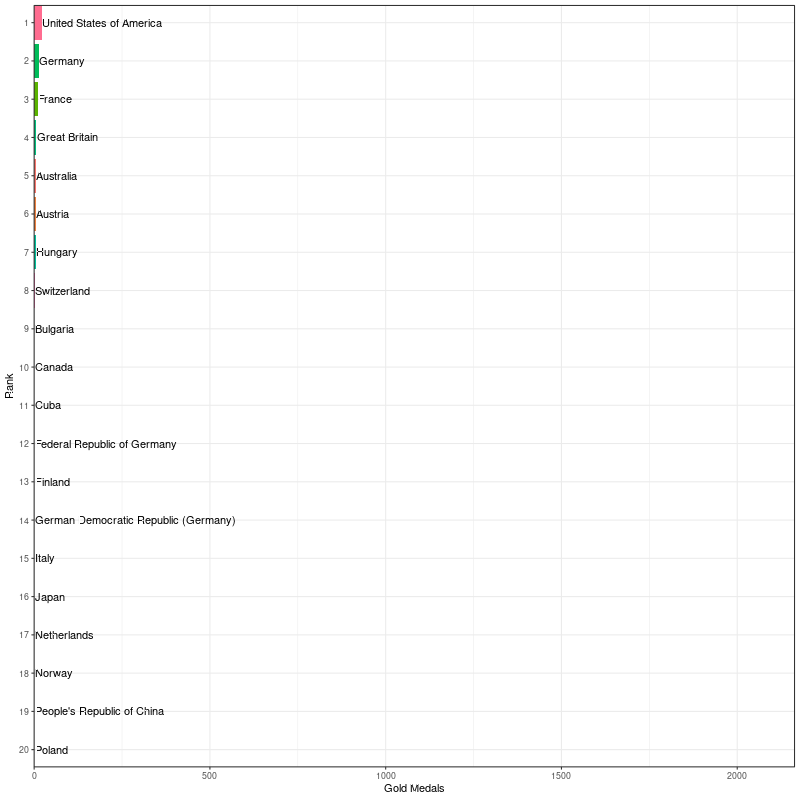 1 United States of America
2 Germany
3 France
4 Great Britain
5 Australia
6 Austria
7 Hungary
8 Switzerland
9 Bulgaria
10 Canada
11 Cuba
12 Federal Republic of Germany
13 Finland
14 German Democratic Republic (Germany)
15 Italy
16 Japan
17 Netherlands
18 Norway
19 People's Republic of China
20 Poland
Rank
0 500 1000 1500 2000
Gold Medals